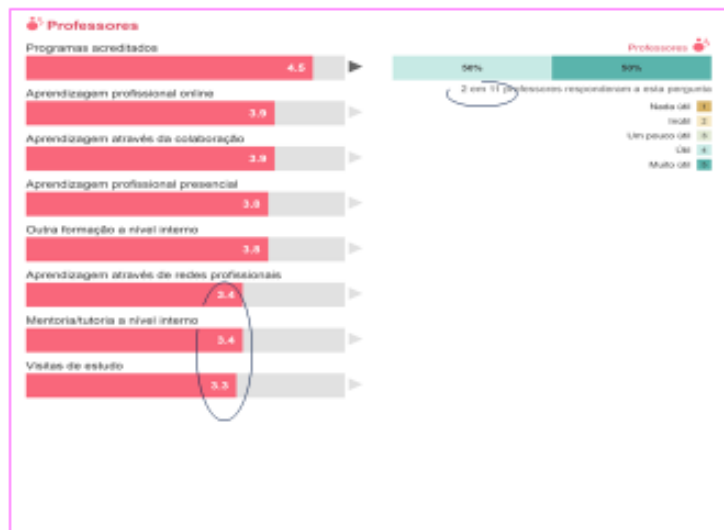 Professores
Programas acreditados
4.5
Aprendizagem profissional online
3.9
Aprendizagem através da colaboração
3.9
Aprendizagem profissional presencial
3.8
Outra formação a nível interno
3.8
Aprendizagem através de redes profissionais
3.4
Mentoria/tutoria a nível interno
3.4
Visitas de estudo
3.3
Professores
50% 50%
2 em 11 professores responderam a esta pergunta
Nada útil 1
Inútil 2
Um pouco útil 3
Útil 4
Muito útil 5